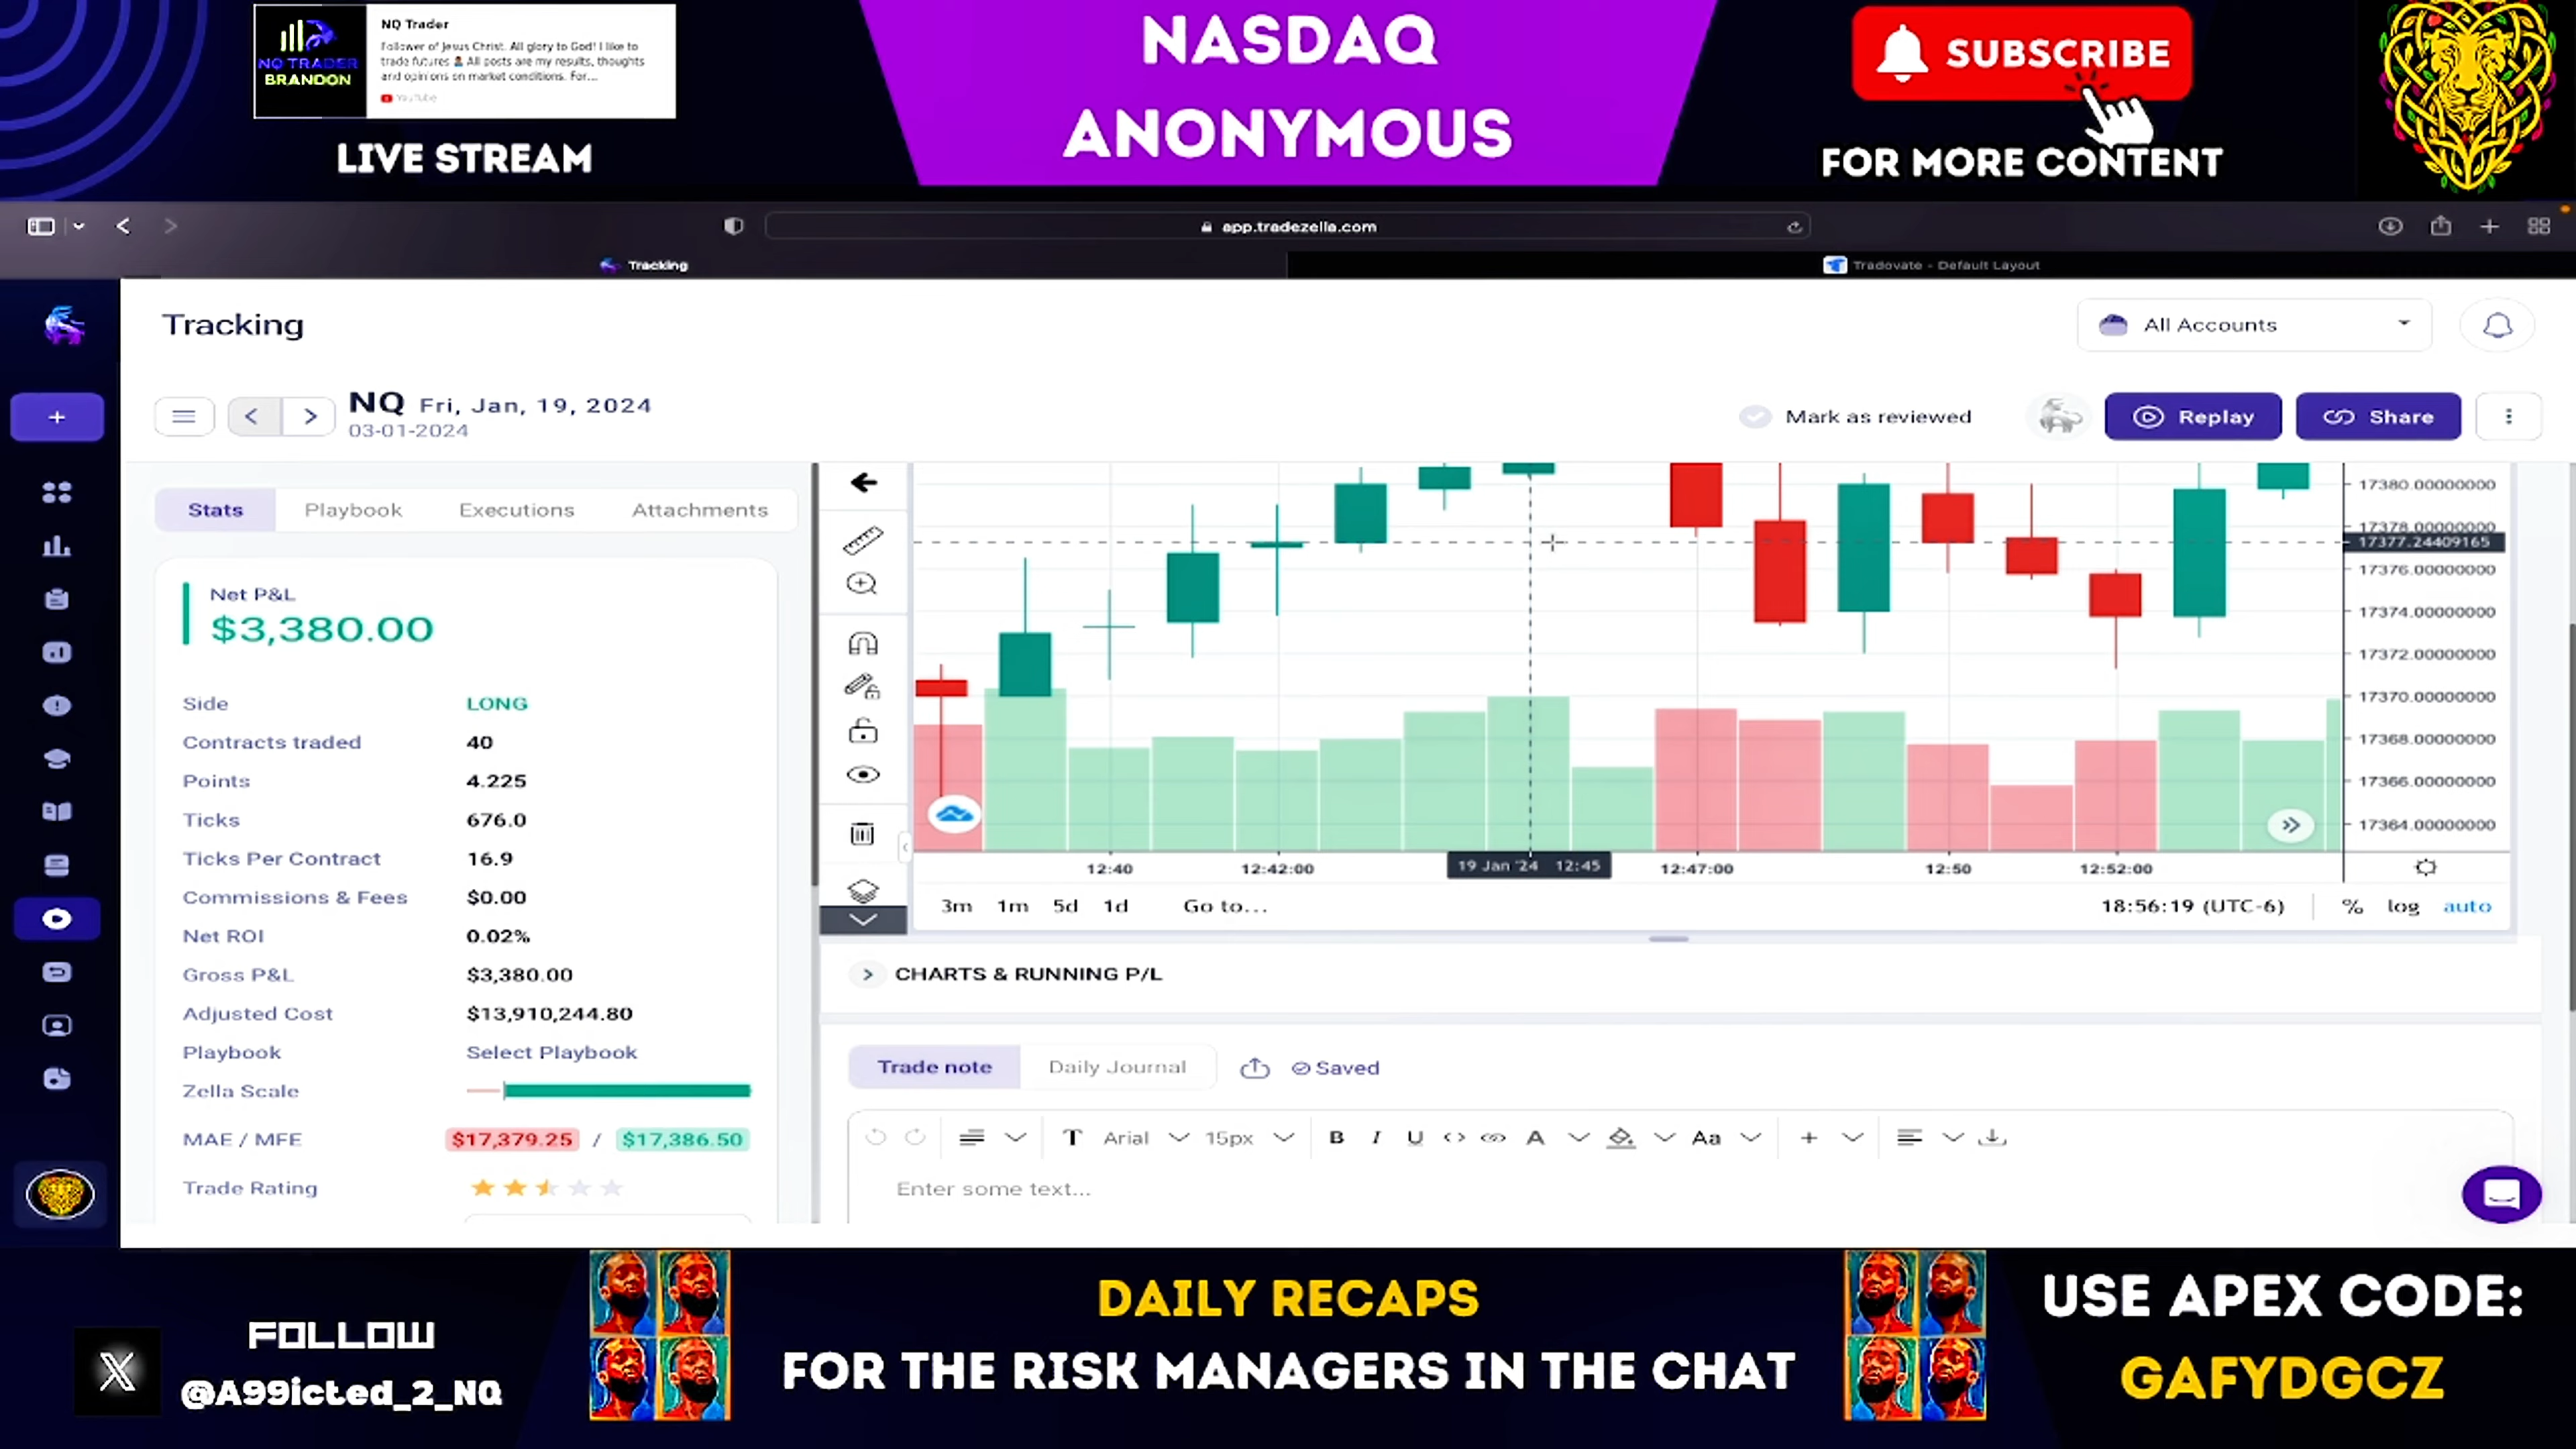 NQ TRADER
BRANDON
NQ Trader
Follower of Jesus Christ. All glory to God! I like to
trade futures All posts are my results, thoughts
and opinions on market conditions. For...
YouTube
LIVE STREAM
NASDAQ
ANONYMOUS
SUBSCRIBE
FOR MORE CONTENT
app.tradezella.com
Tracking
Tradovate - Default Layout
Tracking
All Accounts
NQ Fri, Jan, 19, 2024
03-01-2024
Mark as reviewed
Replay
Share
Stats Playbook Executions Attachments
Net P&L
$3,380.00
Side LONG
Contracts traded 40
Points 4.225
Ticks 676.0
Ticks Per Contract 16.9
Commissions & Fees $0.00
Net ROI 0.02%
Gross P&L $3,380.00
Adjusted Cost $13,910,244.80
Playbook Select Playbook
Zella Scale
MAE / MFE $17,379.25 / $17,386.50
Trade Rating
17380.00000000
17378.00000000
17377.24409165
17376.00000000
17374.00000000
17372.00000000
17370.00000000
17368.00000000
17366.00000000
17364.00000000
12:40 12:42:00 19 Jan '24 12:45 12:47:00 12:50 12:52:00
3m 1m 5d 1d Go to... 18:56:19 (UTC-6) % log auto
CHARTS & RUNNING P/L
Trade note Daily Journal Saved
T Arial 15px B I U <> A Aa +
Enter some text...
FOLLOW
@A99icted_2_NQ
DAILY RECAPS
FOR THE RISK MANAGERS IN THE CHAT
USE APEX CODE:
GAFYDGCZ